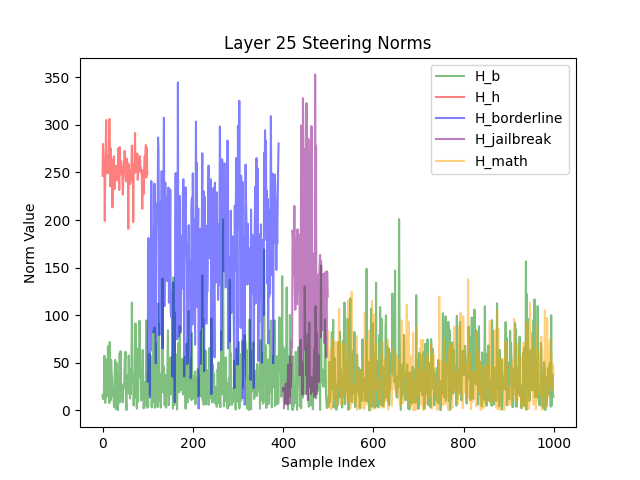 Layer 25 Steering Norms
350
300
250
200
150
100
50
0
Norm Value
H_b
H_h
H_borderline
H_jailbreak
H_math
0
200
400
600
800
1000
Sample Index